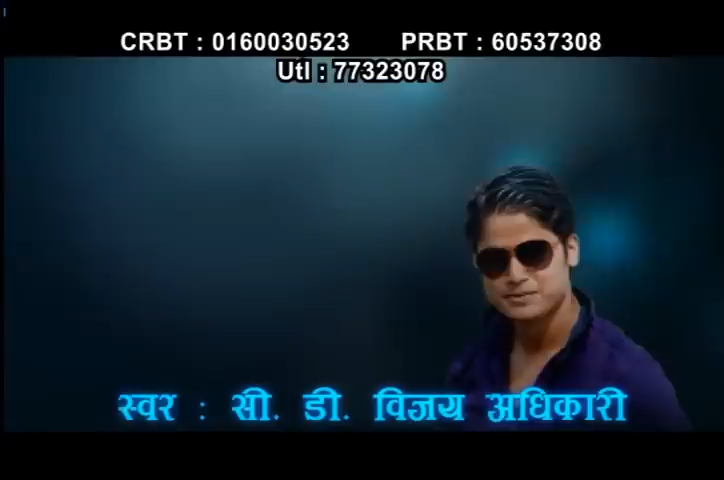 CRBT : 0160030523 PRBT : 60537308
Utl : 77323078
स्वर : सी. डी. विजय अधिकारी